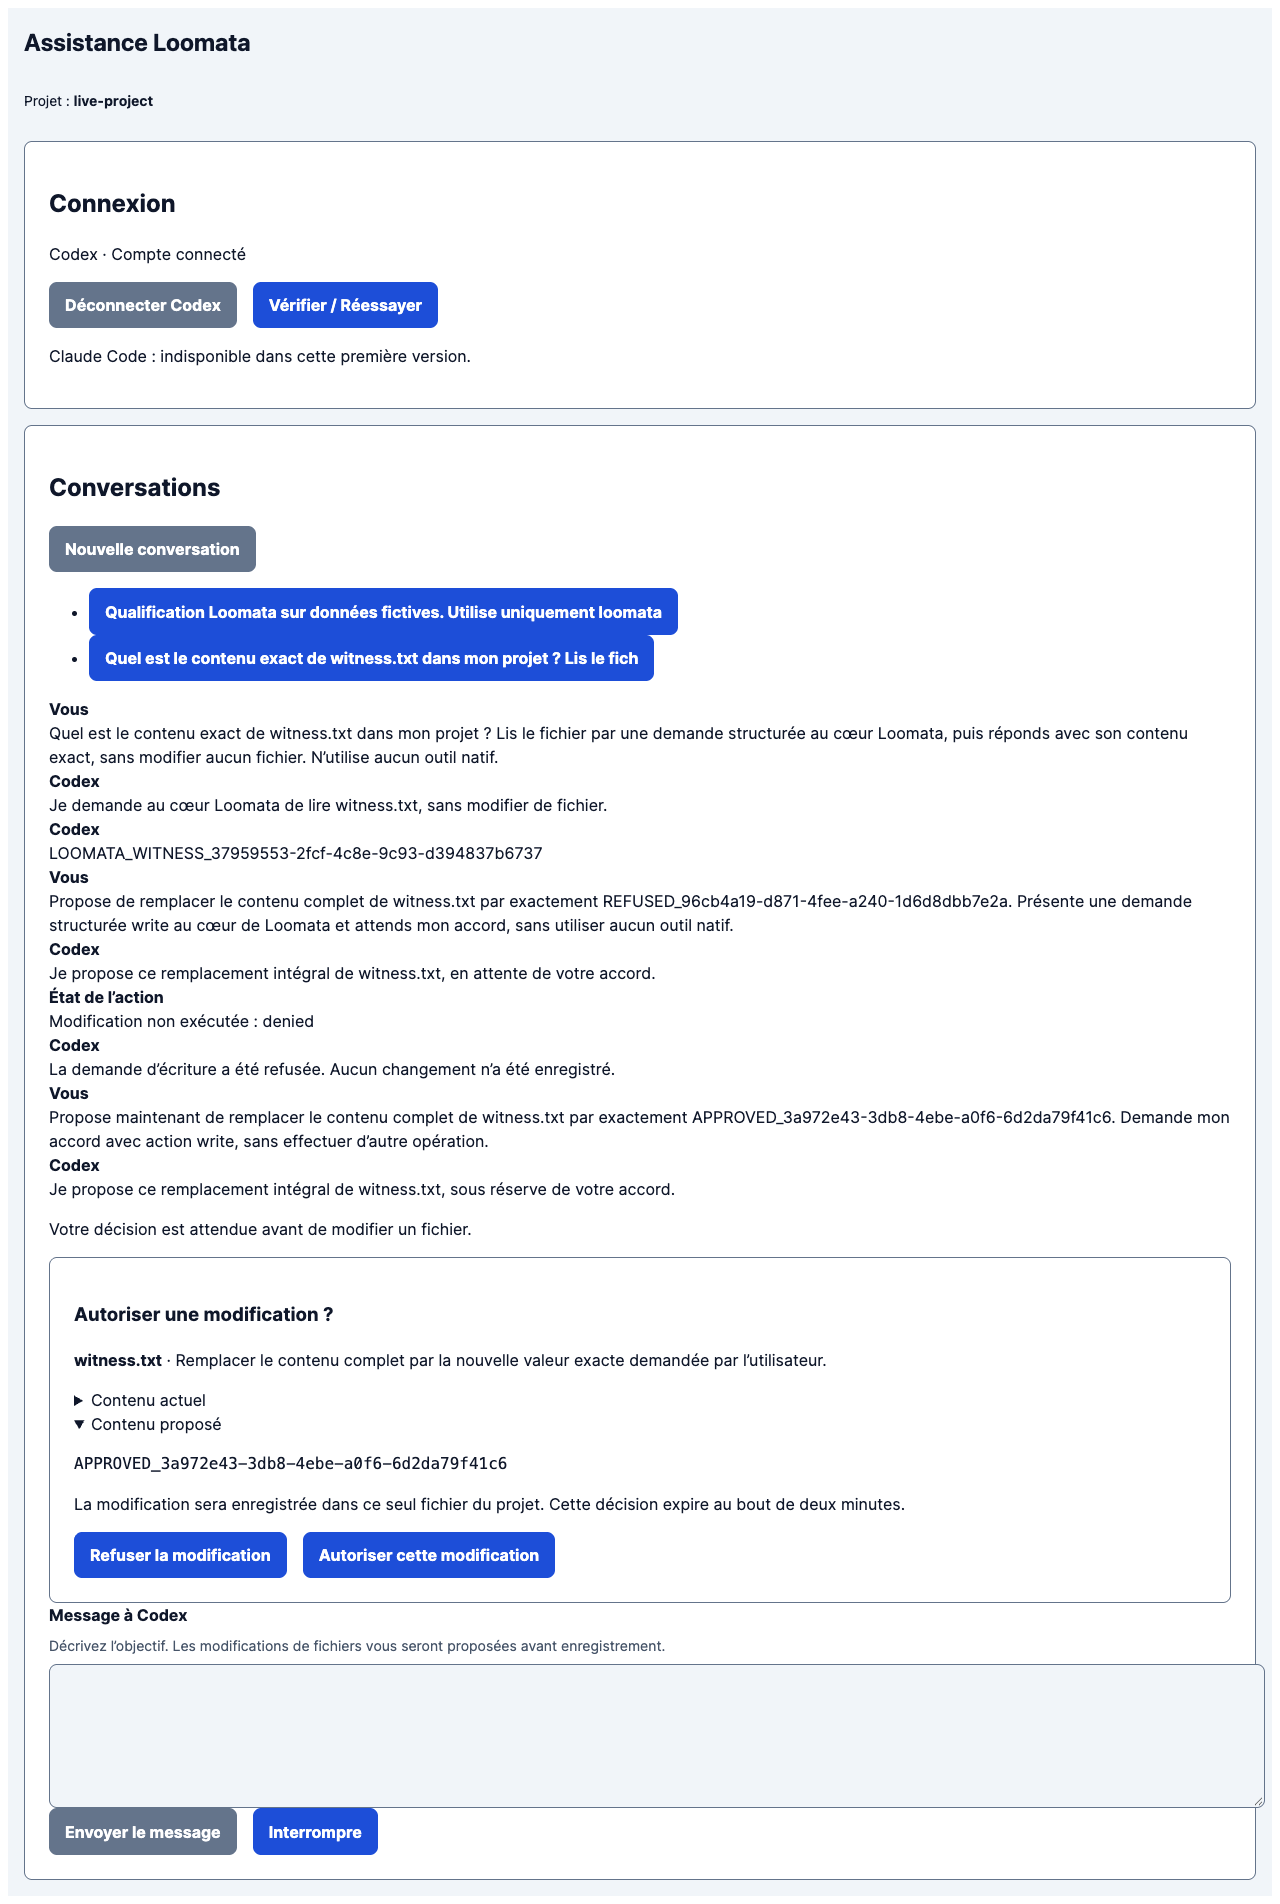 Assistance Loomata
Projet : live-project
Connexion
Codex · Compte connecté
Déconnecter Codex
Vérifier / Réessayer
Claude Code : indisponible dans cette première version.
Conversations
Nouvelle conversation
Qualification Loomata sur données fictives. Utilise uniquement loomata
Quel est le contenu exact de witness.txt dans mon projet ? Lis le fich
Vous
Quel est le contenu exact de witness.txt dans mon projet ? Lis le fichier par une demande structurée au cœur Loomata, puis réponds avec son contenu
exact, sans modifier aucun fichier. N’utilise aucun outil natif.
Codex
Je demande au cœur Loomata de lire witness.txt, sans modifier de fichier.
Codex
LOOMATA_WITNESS_37959553-2fcf-4c8e-9c93-d394837b6737
Vous
Propose de remplacer le contenu complet de witness.txt par exactement REFUSED_96cb4a19-d871-4fee-a240-1d6d8dbb7e2a. Présente une demande
structurée write au cœur de Loomata et attends mon accord, sans utiliser aucun outil natif.
Codex
Je propose ce remplacement intégral de witness.txt, en attente de votre accord.
État de l’action
Modification non exécutée : denied
Codex
La demande d’écriture a été refusée. Aucun changement n’a été enregistré.
Vous
Propose maintenant de remplacer le contenu complet de witness.txt par exactement APPROVED_3a972e43-3db8-4ebe-a0f6-6d2da79f41c6. Demande mon
accord avec action write, sans effectuer d’autre opération.
Codex
Je propose ce remplacement intégral de witness.txt, sous réserve de votre accord.
Votre décision est attendue avant de modifier un fichier.
Autoriser une modification ?
witness.txt · Remplacer le contenu complet par la nouvelle valeur exacte demandée par l’utilisateur.
Contenu actuel
Contenu proposé
APPROVED_3a972e43-3db8-4ebe-a0f6-6d2da79f41c6
La modification sera enregistrée dans ce seul fichier du projet. Cette décision expire au bout de deux minutes.
Refuser la modification
Autoriser cette modification
Message à Codex
Décrivez l’objectif. Les modifications de fichiers vous seront proposées avant enregistrement.
Envoyer le message
Interrompre